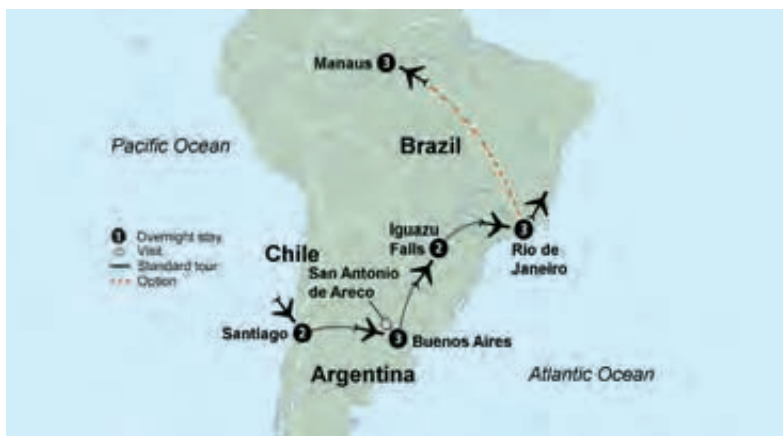 Manaus 3
Pacific Ocean
Brazil
1 Overnight stay
Visit
Standard tour
Option
Chile
Iguazu
Falls 2
3
Rio de
Janeiro
San Antonio
de Areco
Santiago 2
3 Buenos Aires
Argentina
Atlantic Ocean